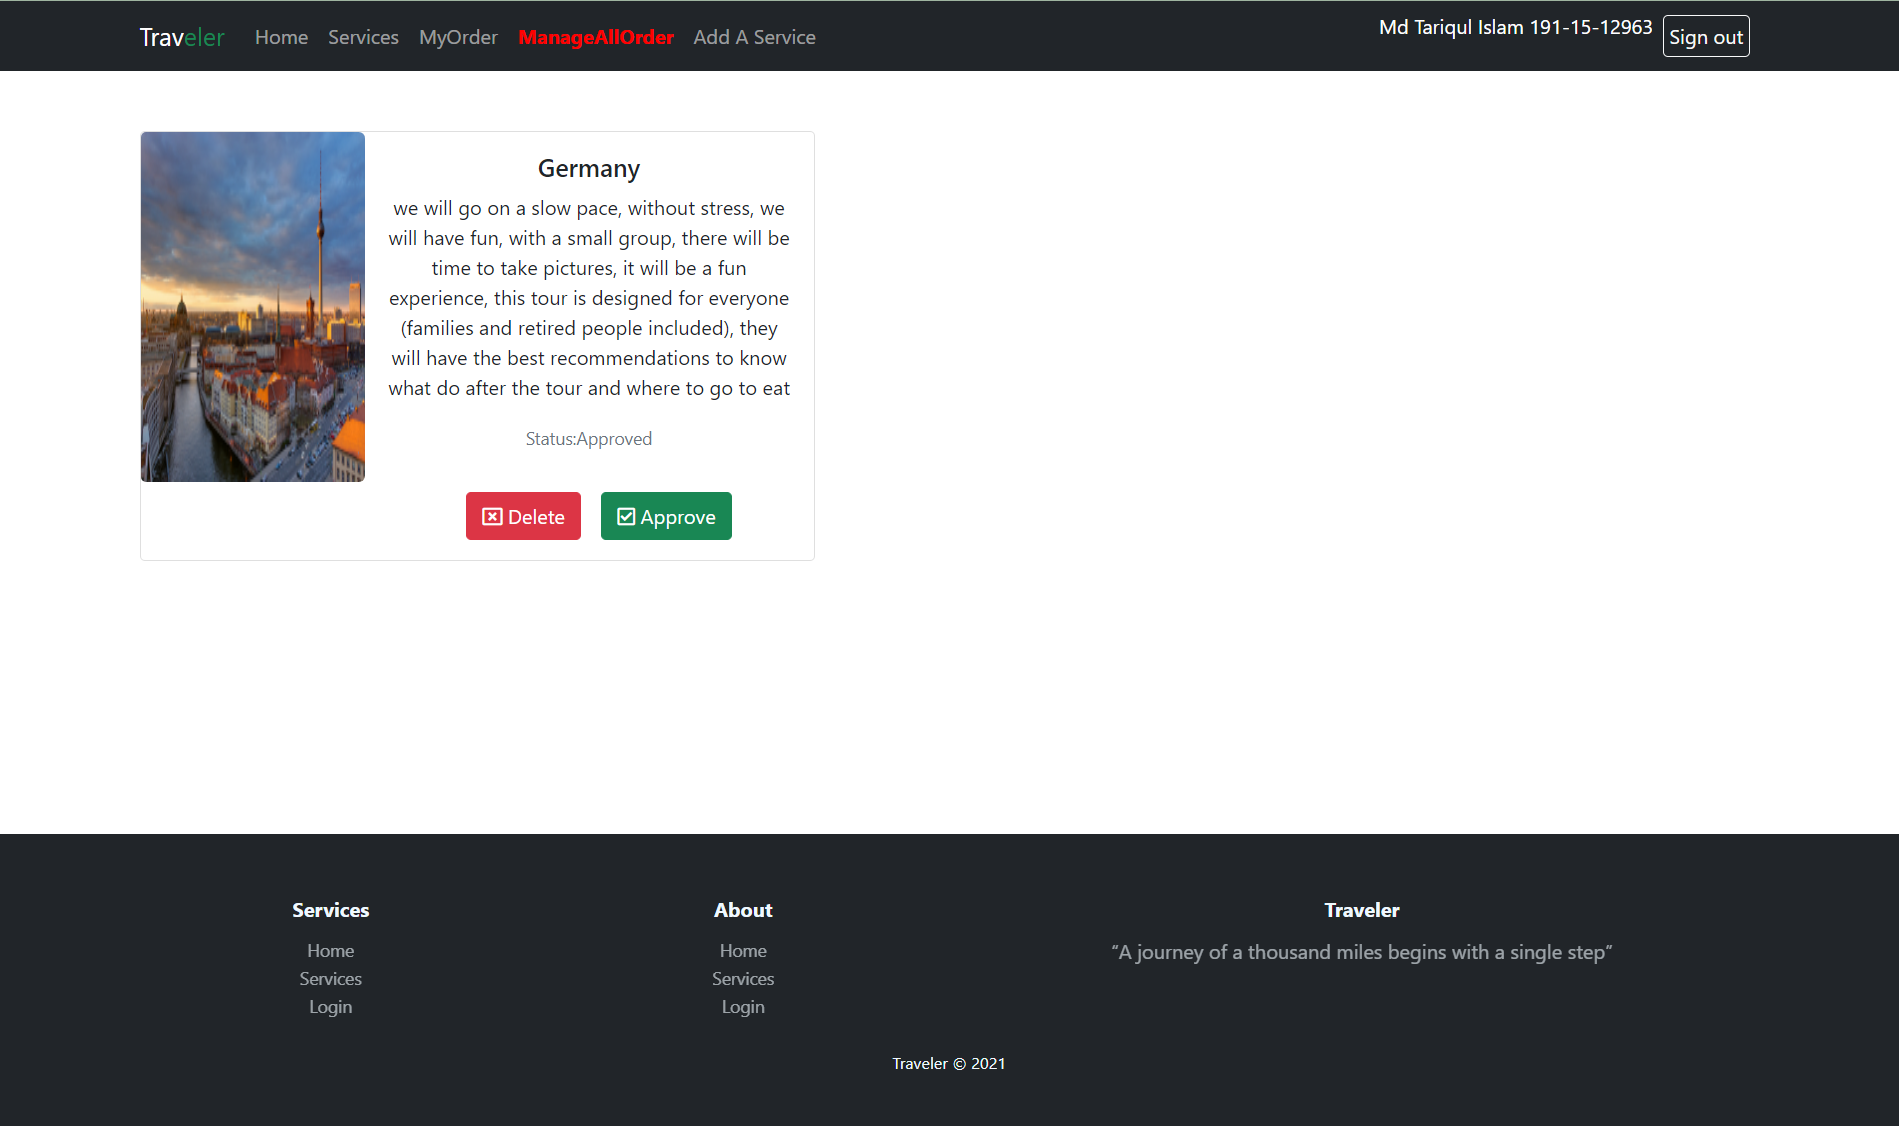 Traveler Home Services MyOrder ManageAllOrder Add A Service Md Tariqul Islam 191-15-12963 Sign out
Germany
we will go on a slow pace, without stress, we
will have fun, with a small group, there will be
time to take pictures, it will be a fun
experience, this tour is designed for everyone
(families and retired people included), they
will have the best recommendations to know
what do after the tour and where to go to eat
Status:Approved
Delete Approve
Services
Home
Services
Login
About
Home
Services
Login
Traveler
“A journey of a thousand miles begins with a single step”
Traveler © 2021